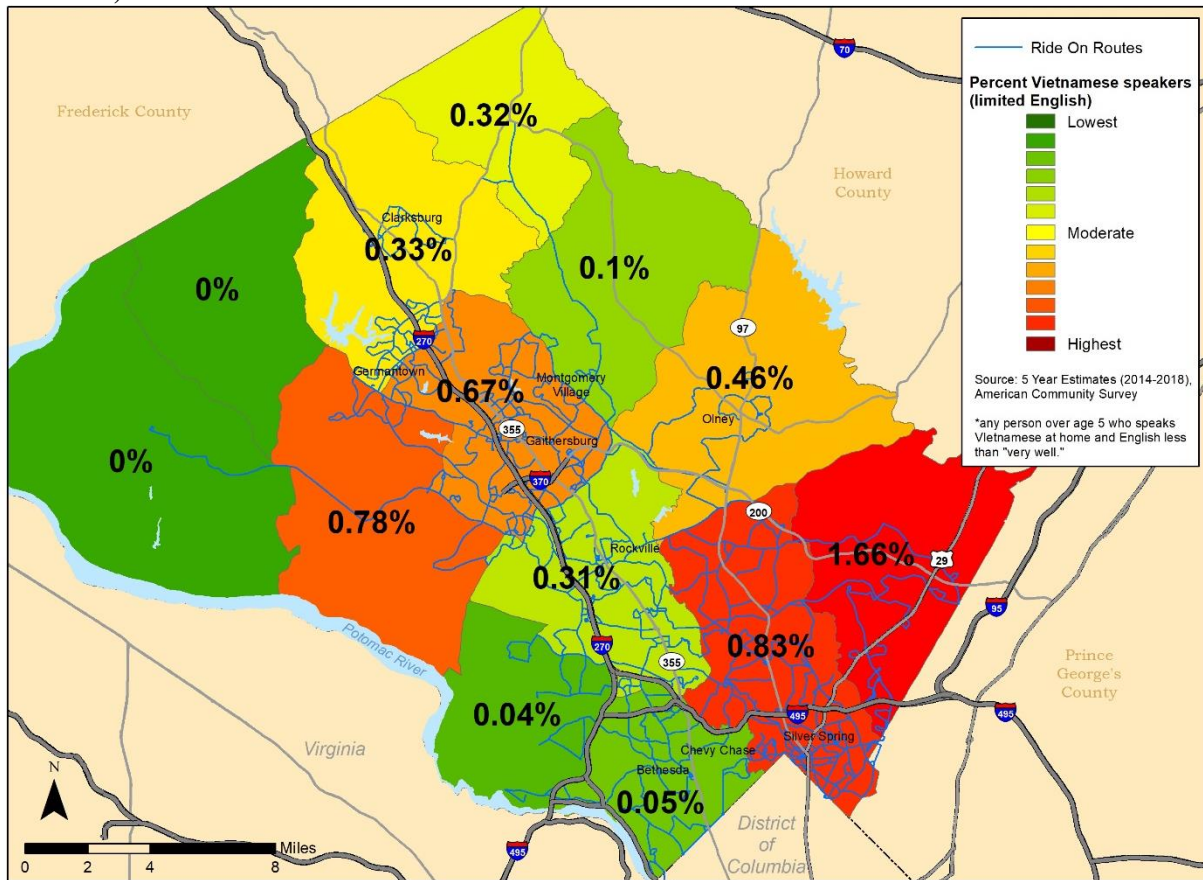 Ride On Routes
Percent Vietnamese speakers
(limited English)
Lowest
Moderate
Highest
Source: 5 Year Estimates (2014-2018),
American Community Survey
*any person over age 5 who speaks
VIetnamese at home and English less
than "very well."
70
Frederick County
Howard
County
0.32%
Clarksburg
0.33%
0.1%
0%
97
270
Germantown
0.67%
Montgomery
Village
0.46%
Olney
355
Gaithersburg
0%
370
0.78%
200
Rockville
0.31%
1.66%
29
95
Potomac River
270
355
0.83%
Prince
George's
County
0.04%
495
495
Virginia
Chevy Chase
Silver Spring
Bethesda
0.05%
N
District
of
Columbia
Miles
0 2 4 8
495